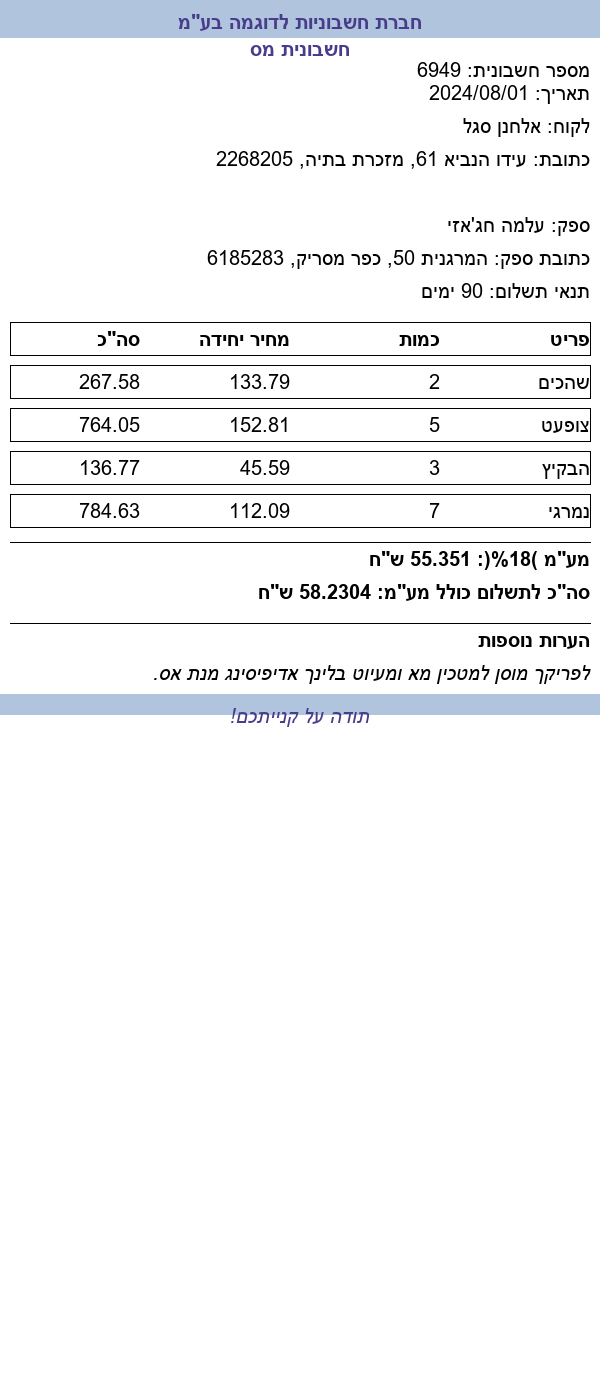 חברת חשבוניות לדוגמה בע"מ
חשבונית מס
מספר חשבונית: 6949
תאריך: 2024/08/01
לקוח: אלחנן סגל
כתובת: עידו הנביא 61, מזכרת בתיה, 2268205
ספק: עלמה חג'אזי
כתובת ספק: המרגנית 50, כפר מסריק, 6185283
תנאי תשלום: 90 ימים
פריט כמות מחיר יחידה סה"כ
שהכים 2 133.79 267.58
צופעט 5 152.81 764.05
הבקיץ 3 45.59 136.77
נמרגי 7 112.09 784.63
מע"מ )18%(: 55.351 ש"ח
סה"כ לתשלום כולל מע"מ: 58.2304 ש"ח
הערות נוספות
לפריקך מוסן למטכין מא ומעיוט בלינך אדיפיסינג מנת אס.
תודה על קנייתכם!